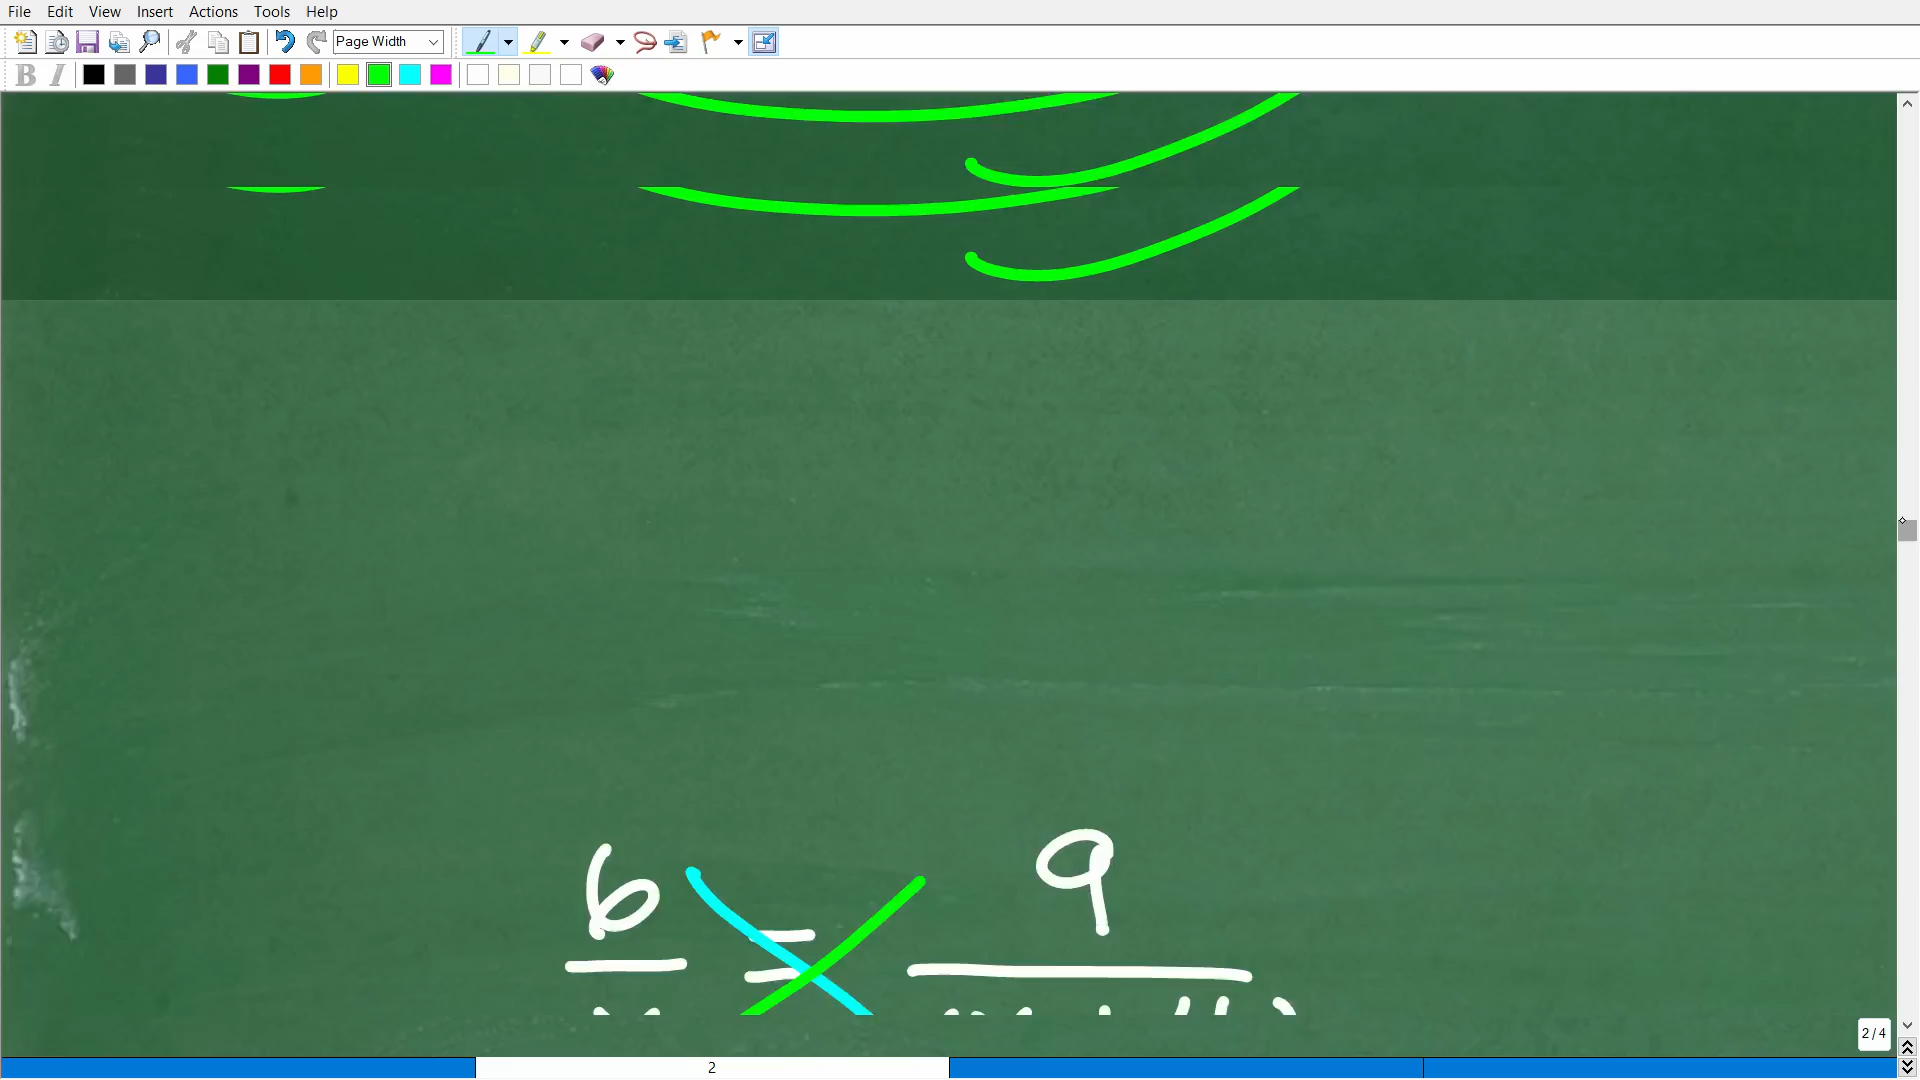 File Edit View Insert Actions Tools Help
Page Width
B I
6 = 9
2 / 4
2